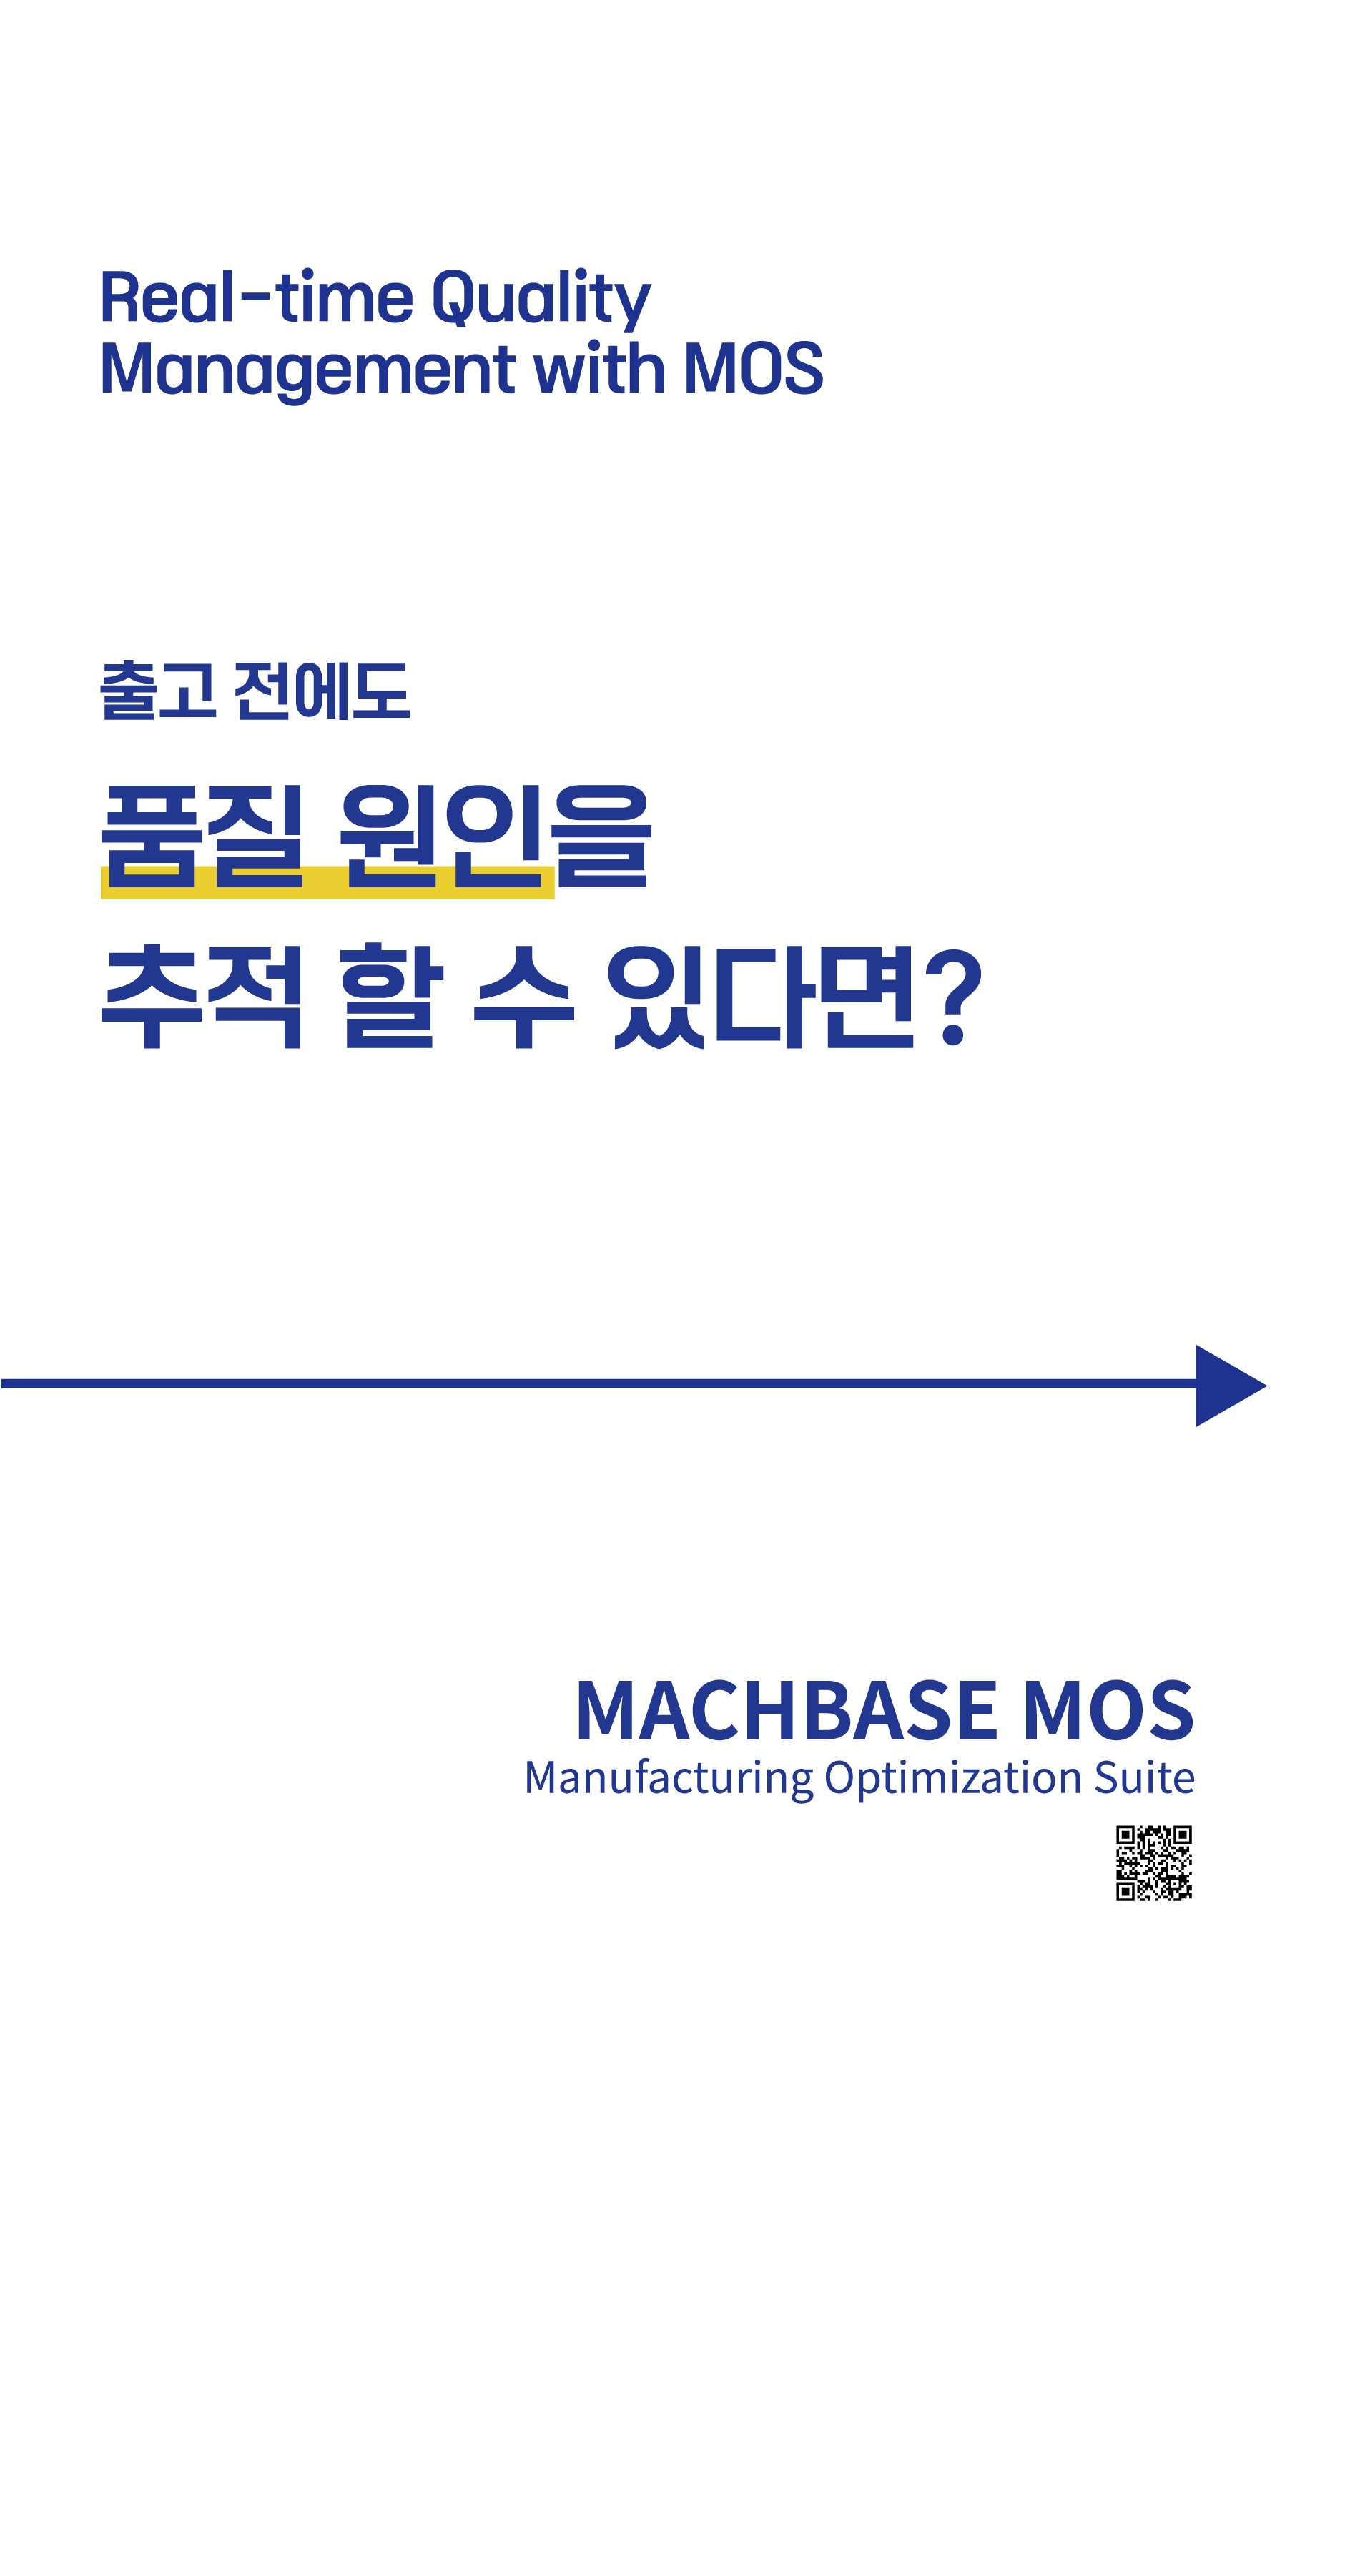 Real-time Quality
Management with MOS
출고 전에도
품질 원인을
추적 할 수 있다면?
MACHBASE MOS
Manufacturing Optimization Suite